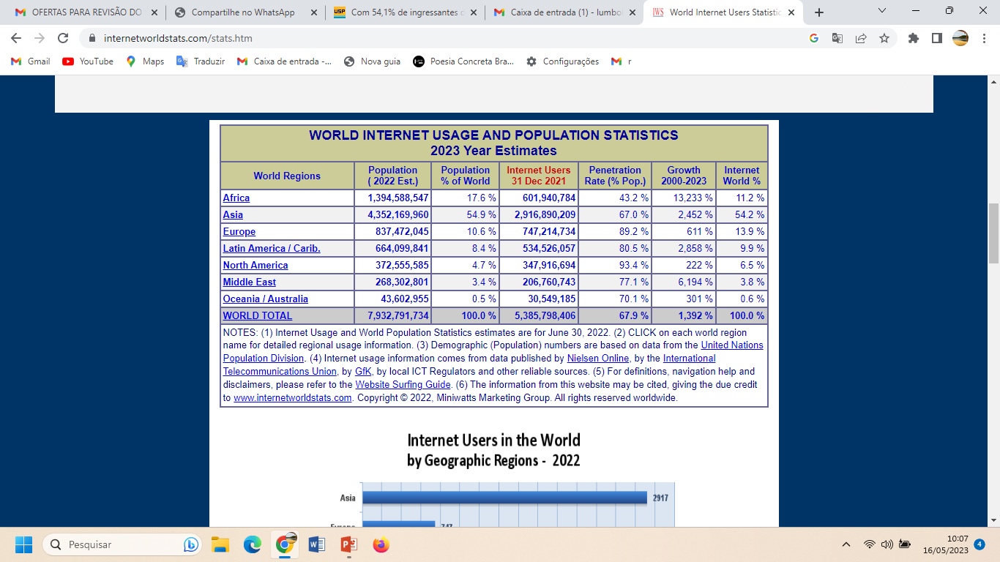 OFERTAS PARA REVISÃO DO
Compartilhe no WhatsApp
USP Com 54,1% de ingressantes
Caixa de entrada (1) - lumbo
IWS World Internet Users Statistic
internetworldstats.com/stats.htm
Gmail YouTube Maps Traduzir Caixa de entrada -... Nova guia Poesia Concreta Bra... Configurações r
WORLD INTERNET USAGE AND POPULATION STATISTICS
2023 Year Estimates
World Regions Population ( 2022 Est.) Population % of World Internet Users 31 Dec 2021 Penetration Rate (% Pop.) Growth 2000-2023 Internet World %
Africa 1,394,588,547 17.6 % 601,940,784 43.2 % 13,233 % 11.2 %
Asia 4,352,169,960 54.9 % 2,916,890,209 67.0 % 2,452 % 54.2 %
Europe 837,472,045 10.6 % 747,214,734 89.2 % 611 % 13.9 %
Latin America / Carib. 664,099,841 8.4 % 534,526,057 80.5 % 2,858 % 9.9 %
North America 372,555,585 4.7 % 347,916,694 93.4 % 222 % 6.5 %
Middle East 268,302,801 3.4 % 206,760,743 77.1 % 6,194 % 3.8 %
Oceania / Australia 43,602,955 0.5 % 30,549,185 70.1 % 301 % 0.6 %
WORLD TOTAL 7,932,791,734 100.0 % 5,385,798,406 67.9 % 1,392 % 100.0 %
NOTES: (1) Internet Usage and World Population Statistics estimates are for June 30, 2022. (2) CLICK on each world region
name for detailed regional usage information. (3) Demographic (Population) numbers are based on data from the United Nations
Population Division. (4) Internet usage information comes from data published by Nielsen Online, by the International
Telecommunications Union, by GfK, by local ICT Regulators and other reliable sources. (5) For definitions, navigation help and
disclaimers, please refer to the Website Surfing Guide. (6) The information from this website may be cited, giving the due credit
to www.internetworldstats.com. Copyright © 2022, Miniwatts Marketing Group. All rights reserved worldwide.
Internet Users in the World
by Geographic Regions - 2022
Asia 2917
Pesquisar
10:07
16/05/2023
4